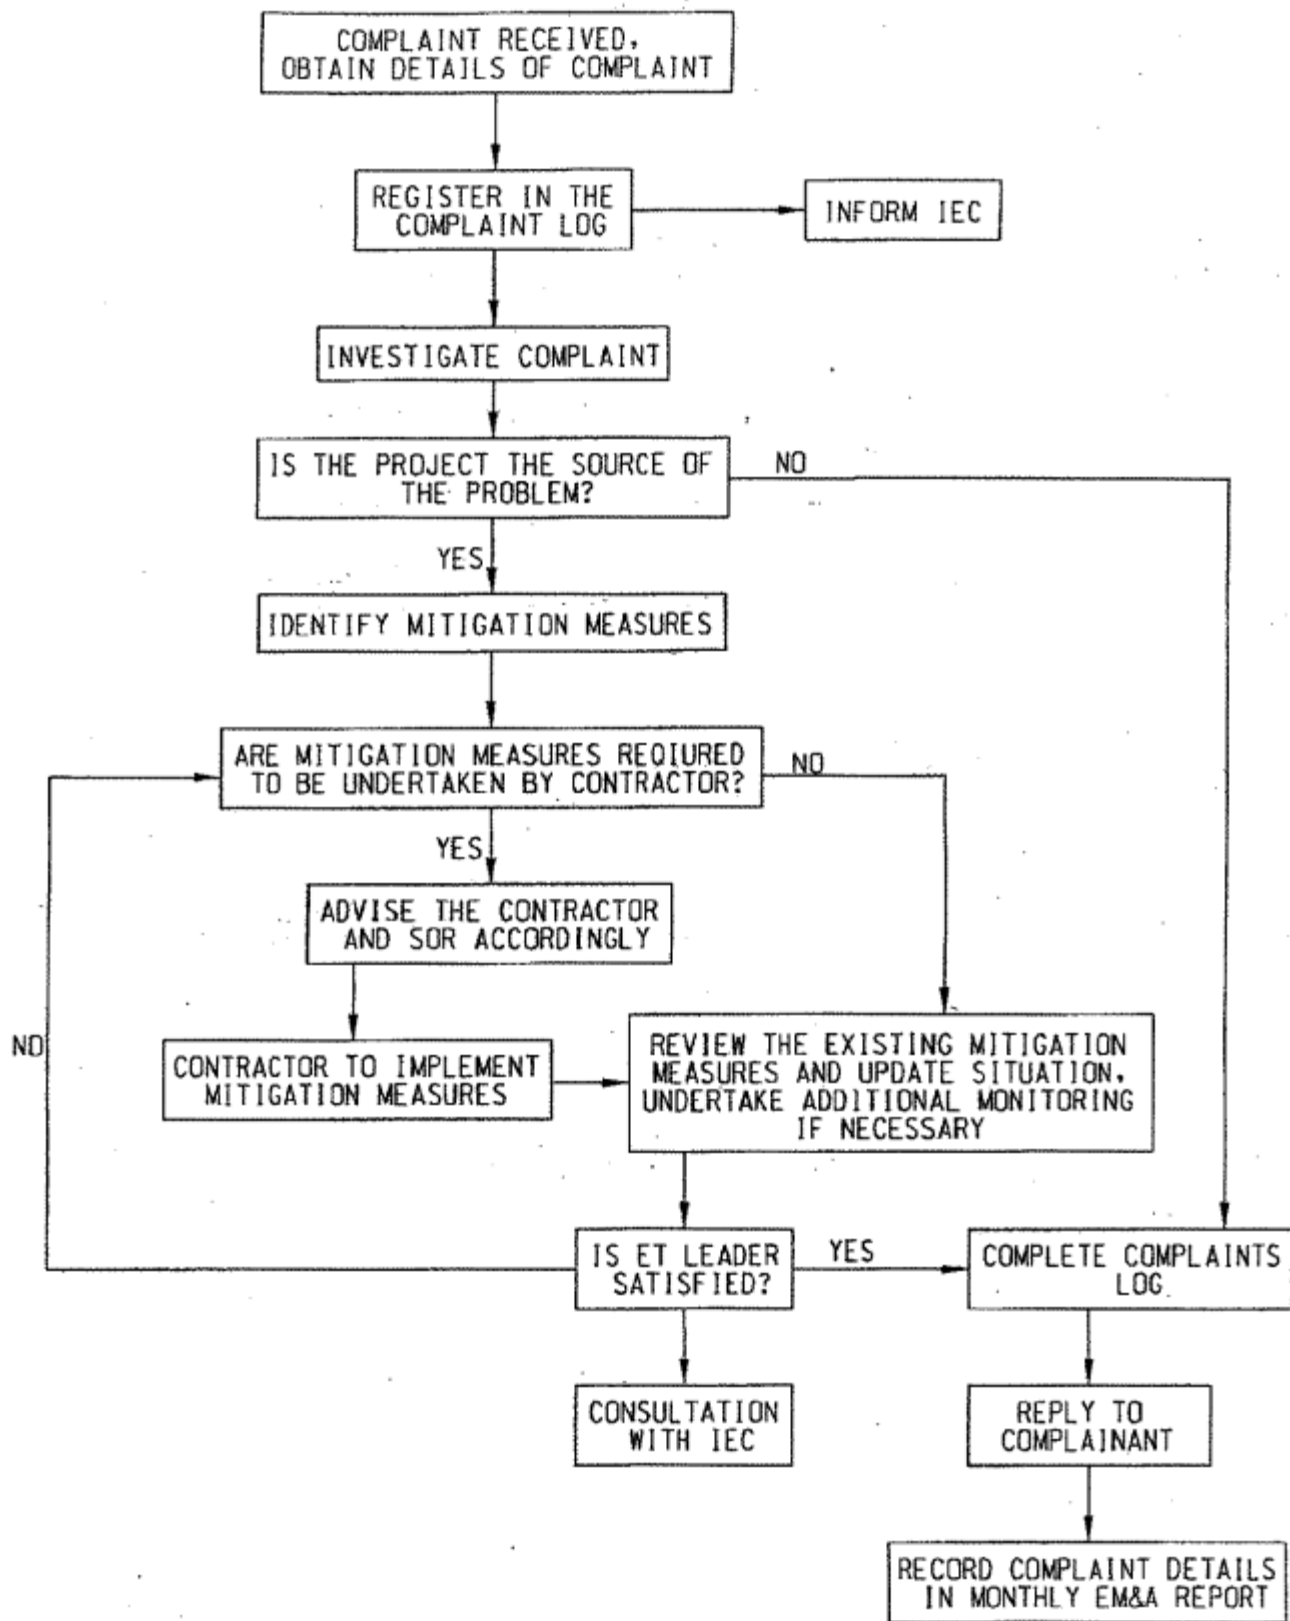 COMPLAINT RECEIVED,
OBTAIN DETAILS OF COMPLAINT
REGISTER IN THE
COMPLAINT LOG
INFORM IEC
INVESTIGATE COMPLAINT
IS THE PROJECT THE SOURCE OF
THE PROBLEM?
NO
YES
IDENTIFY MITIGATION MEASURES
ARE MITIGATION MEASURES REQIURED
TO BE UNDERTAKEN BY CONTRACTOR?
NO
YES
ADVISE THE CONTRACTOR
AND SOR ACCORDINGLY
NO
CONTRACTOR TO IMPLEMENT
MITIGATION MEASURES
REVIEW THE EXISTING MITIGATION
MEASURES AND UPDATE SITUATION,
UNDERTAKE ADDITIONAL MONITORING
IF NECESSARY
IS ET LEADER
SATISFIED?
YES
COMPLETE COMPLAINTS
LOG
CONSULTATION
WITH IEC
REPLY TO
COMPLAINANT
RECORD COMPLAINT DETAILS
IN MONTHLY EM&A REPORT